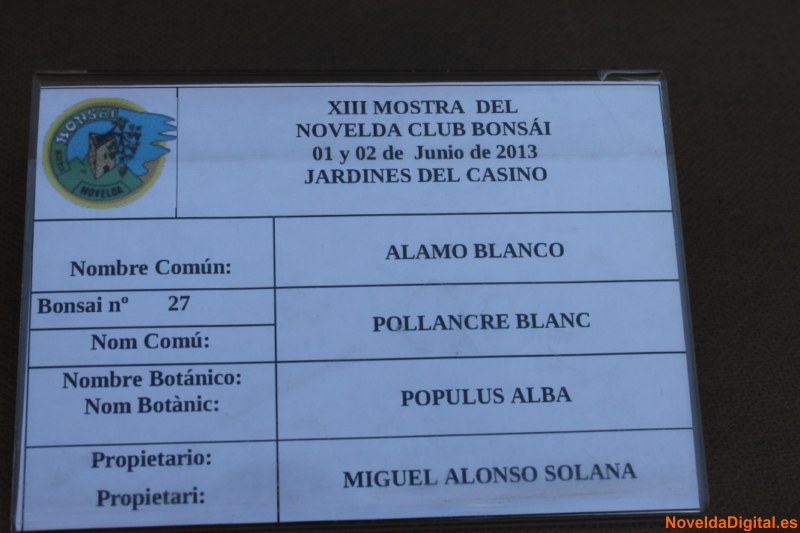 XIII MOSTRA DEL
NOVELDA CLUB BONSÁI
01 y 02 de Junio de 2013
JARDINES DEL CASINO
BONSAI
NOVELDA
Nombre Común:
ALAMO BLANCO
Bonsai nº 27
Nom Comú:
POLLANCRE BLANC
Nombre Botánico:
Nom Botànic:
POPULUS ALBA
Propietario:
Propietari:
MIGUEL ALONSO SOLANA
NoveldaDigital.es